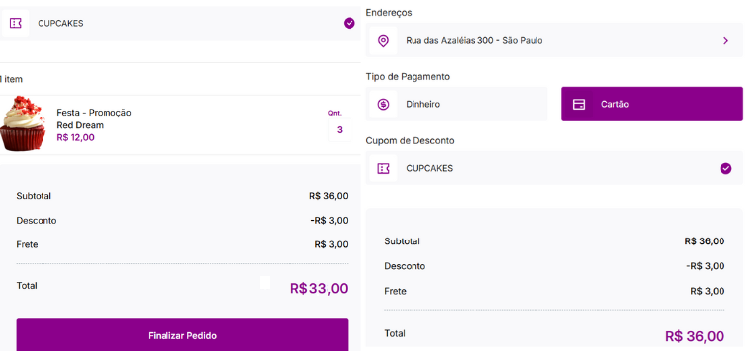 CUPCAKES
1 item
Festa - Promoção
Red Dream
R$ 12,00
Qnt.
3
Subtotal R$ 36,00
Desconto -R$ 3,00
Frete R$ 3,00
Total R$33,00
Finalizar Pedido
Endereços
Rua das Azaléias 300 - São Paulo
Tipo de Pagamento
Dinheiro
Cartão
Cupom de Desconto
CUPCAKES
Subtotal R$ 36,00
Desconto -R$ 3,00
Frete R$ 3,00
Total R$ 36,00